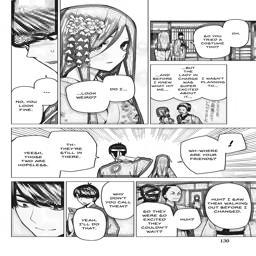 OH.
SO YOU
TRIED A
COSTUME
TOO?
I WASN'T
PLANNING
TO...
...BUT
THE LADY
IN CHARGE
WAS
SUPER
EXCITED
ABOUT
IT...
...AND
BEFORE
I KNEW
WHAT HIT
ME...
DO I...
...LOOK
WEIRD?
...
NO,
YOU LOOK
FINE.
WH-WHERE
ARE YOUR
FRIENDS?
TH-
THEY'RE
STILL IN
THERE.
YEESH,
THOSE
TWO ARE
HOPELESS.
HUH? I SAW
THEM WALKING
OUT BEFORE I
CHANGED.
HUH?
SO THEY
WERE SO
EXCITED
THEY
COULDN'T
WAIT?
WHY
DON'T
YOU CALL
THEM?
YEAH,
I'LL DO
THAT.
130